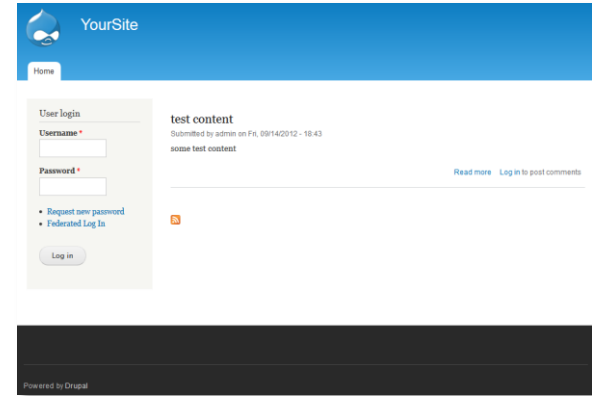 YourSite
Home
User login
Username *
Password *
Request new password
Federated Log In
Log in
test content
Submitted by admin on Fri, 09/14/2012 - 18:43
some test content
Read more Log in to post comments
Powered by Drupal